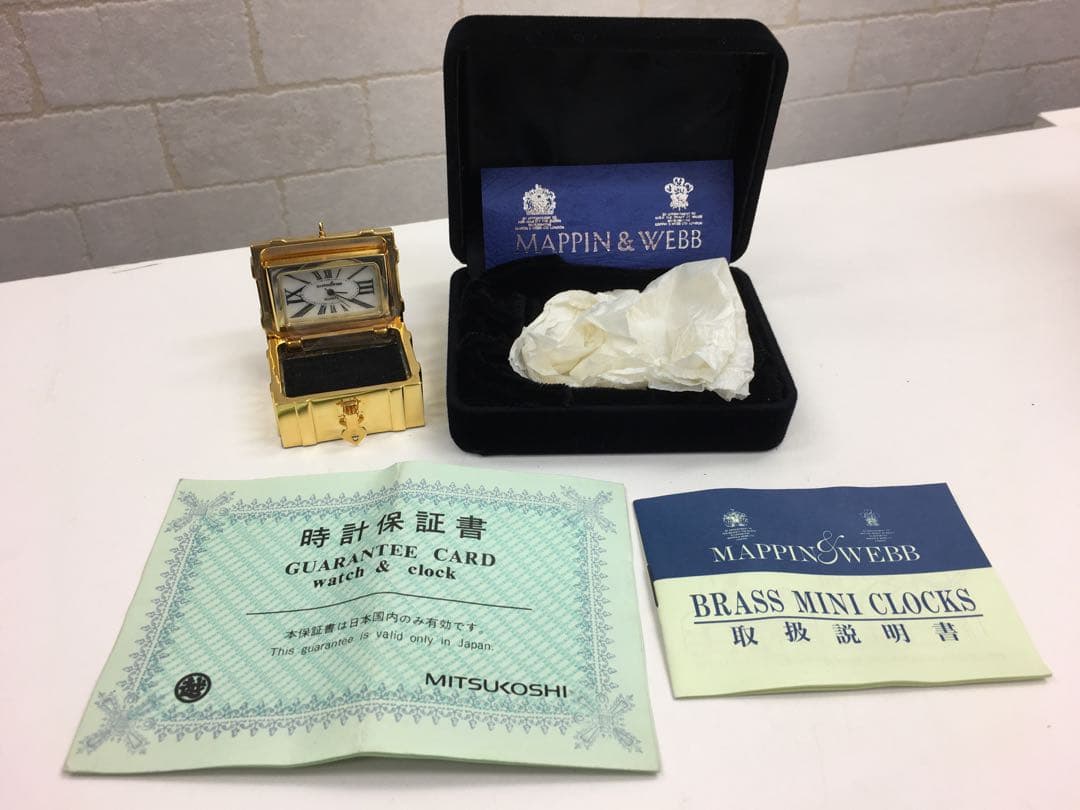 MAPPIN & WEBB
時計保証書
GUARANTEE CARD
watch & clock
本保証書は日本国内のみ有効です
This guarantee is valid only in Japan.
越
MITSUKOSHI
MAPPIN & WEBB
BRASS MINI CLOCKS
取扱説明書